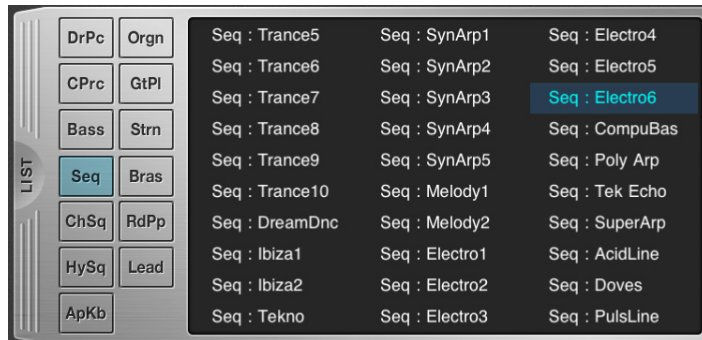 LIST
DrPc Orgn
CPrc GtPl
Bass Strn
Seq Bras
ChSq RdPp
HySq Lead
ApKb
Seq : Trance5 Seq : SynArp1 Seq : Electro4
Seq : Trance6 Seq : SynArp2 Seq : Electro5
Seq : Trance7 Seq : SynArp3 Seq : Electro6
Seq : Trance8 Seq : SynArp4 Seq : CompuBas
Seq : Trance9 Seq : SynArp5 Seq : Poly Arp
Seq : Trance10 Seq : Melody1 Seq : Tek Echo
Seq : DreamDnc Seq : Melody2 Seq : SuperArp
Seq : Ibiza1 Seq : Electro1 Seq : AcidLine
Seq : Ibiza2 Seq : Electro2 Seq : Doves
Seq : Tekno Seq : Electro3 Seq : PulsLine